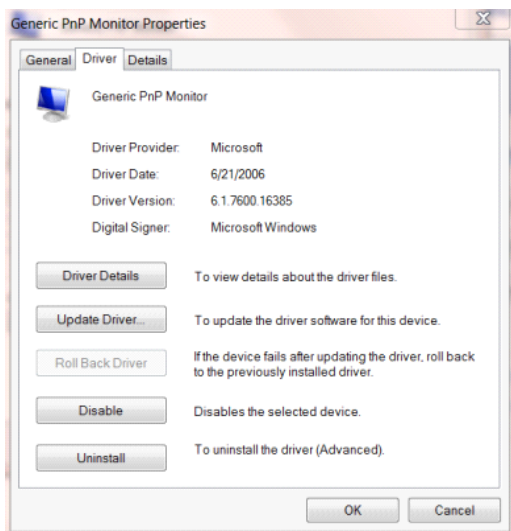 Generic PnP Monitor Properties
General Driver Details
Generic PnP Monitor
Driver Provider: Microsoft
Driver Date: 6/21/2006
Driver Version: 6.1.7600.16385
Digital Signer: Microsoft Windows
Driver Details To view details about the driver files.
Update Driver... To update the driver software for this device.
Roll Back Driver If the device fails after updating the driver, roll back
to the previously installed driver.
Disable Disables the selected device.
Uninstall To uninstall the driver (Advanced).
OK Cancel